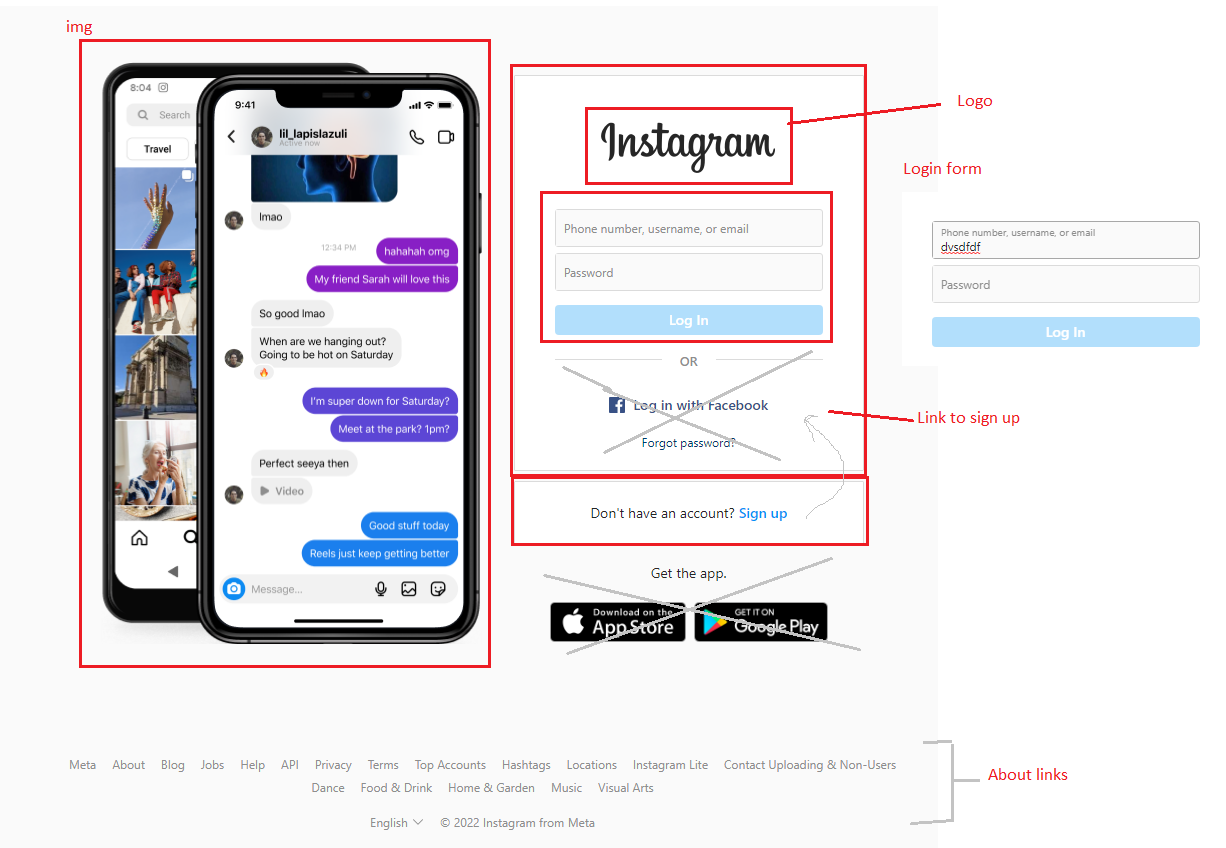 img
8:04
Search
Travel
9:41
lil_lapislazuli
Active now
lmao
12:34 PM
hahahah omg
My friend Sarah will love this
So good lmao
When are we hanging out?
Going to be hot on Saturday
I'm super down for Saturday?
Meet at the park? 1pm?
Perfect seeya then
Video
Good stuff today
Reels just keep getting better
Message...
Instagram
Logo
Phone number, username, or email
Password
Log In
Login form
Phone number, username, or email
dvsdfdf
Password
Log In
OR
Log in with Facebook
Forgot password?
Link to sign up
Don't have an account? Sign up
Get the app.
Download on the
App Store
GET IT ON
Google Play
Meta About Blog Jobs Help API Privacy Terms Top Accounts Hashtags Locations Instagram Lite Contact Uploading & Non-Users
Dance Food & Drink Home & Garden Music Visual Arts
English © 2022 Instagram from Meta
About links